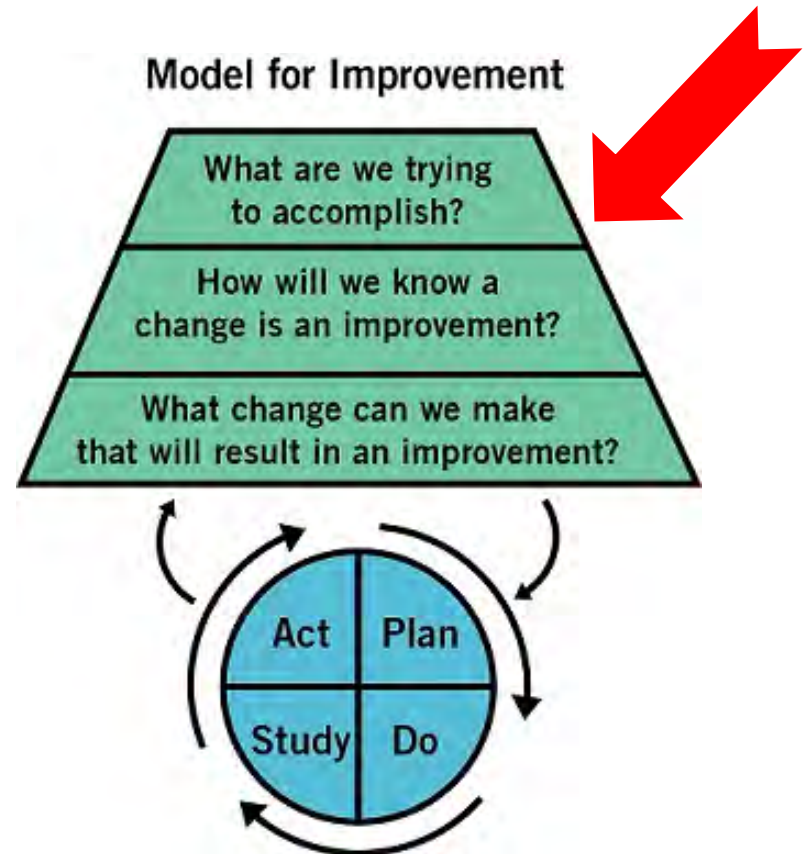 Model for Improvement
What are we trying
to accomplish?
How will we know a
change is an improvement?
What change can we make
that will result in an improvement?
Act Plan
Study Do